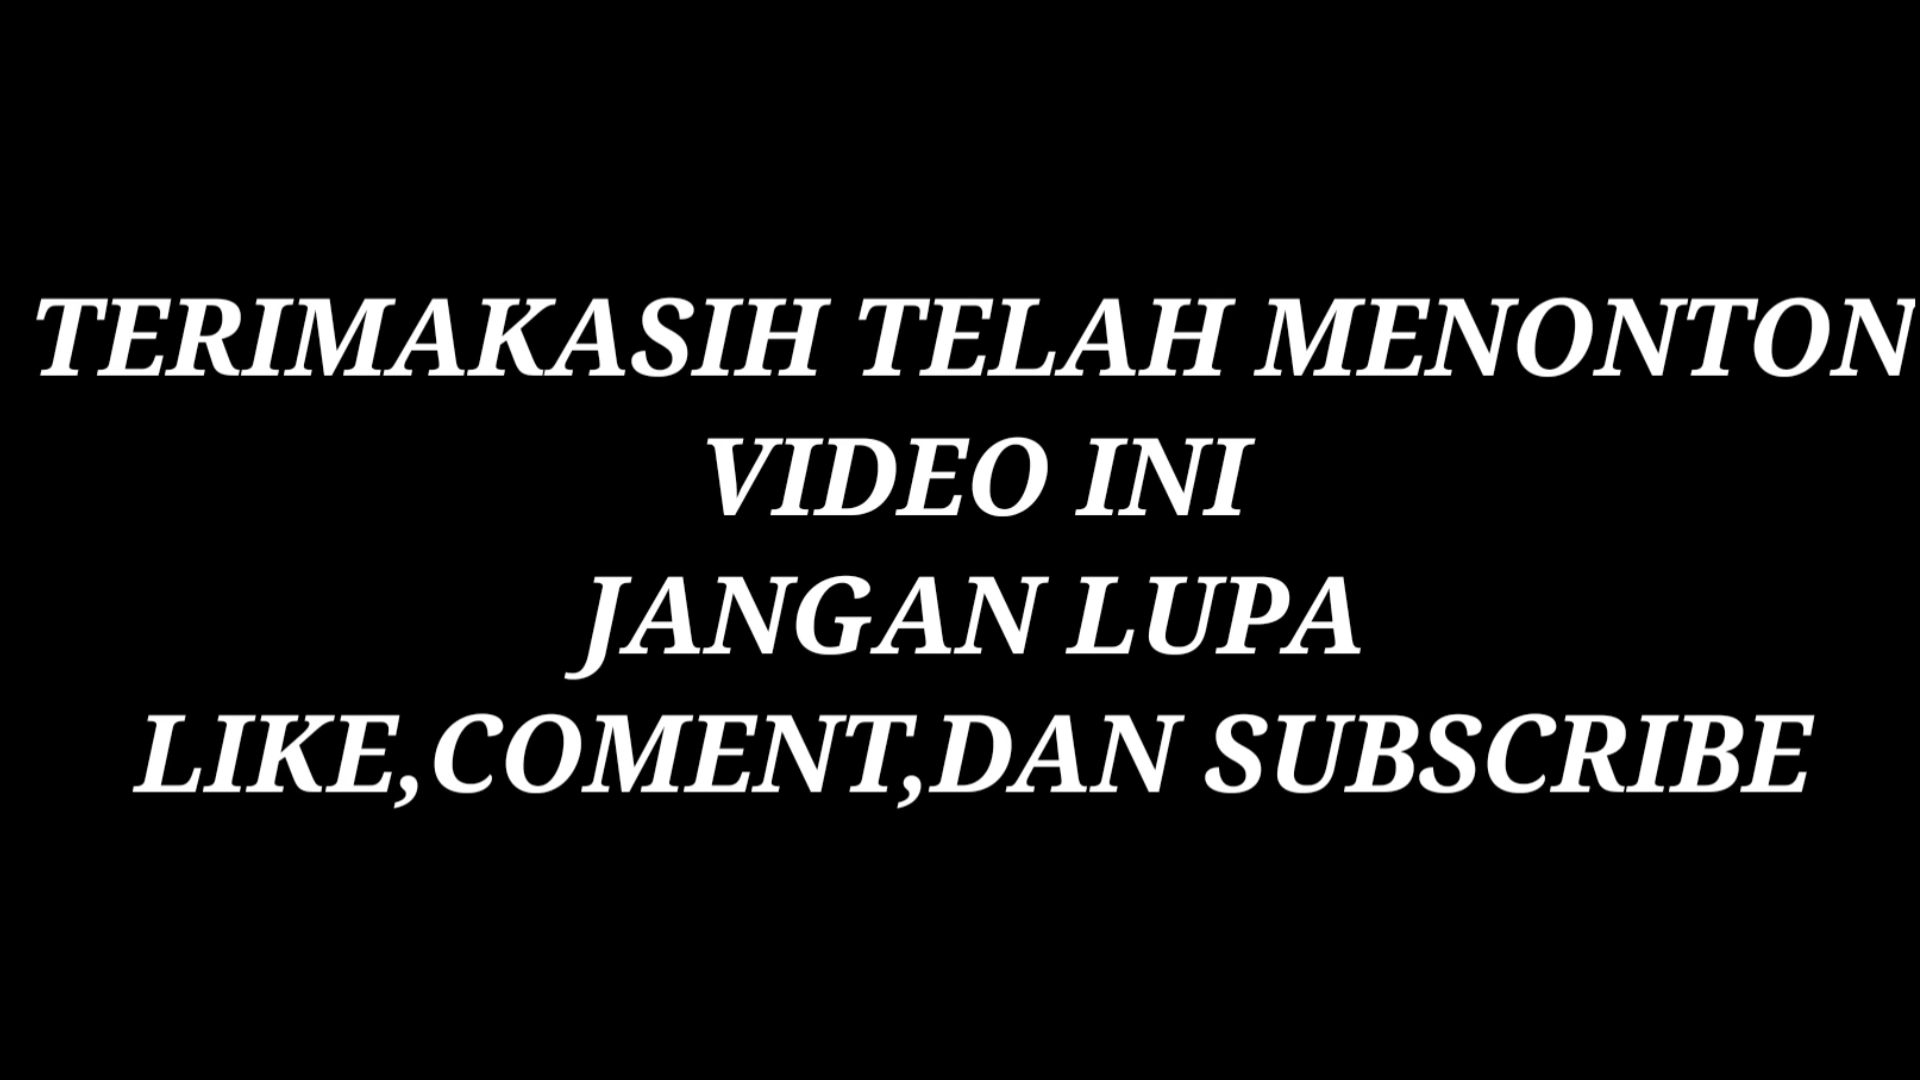 TERIMAKASIH TELAH MENONTON
VIDEO INI
JANGAN LUPA
LIKE,COMENT,DAN SUBSCRIBE